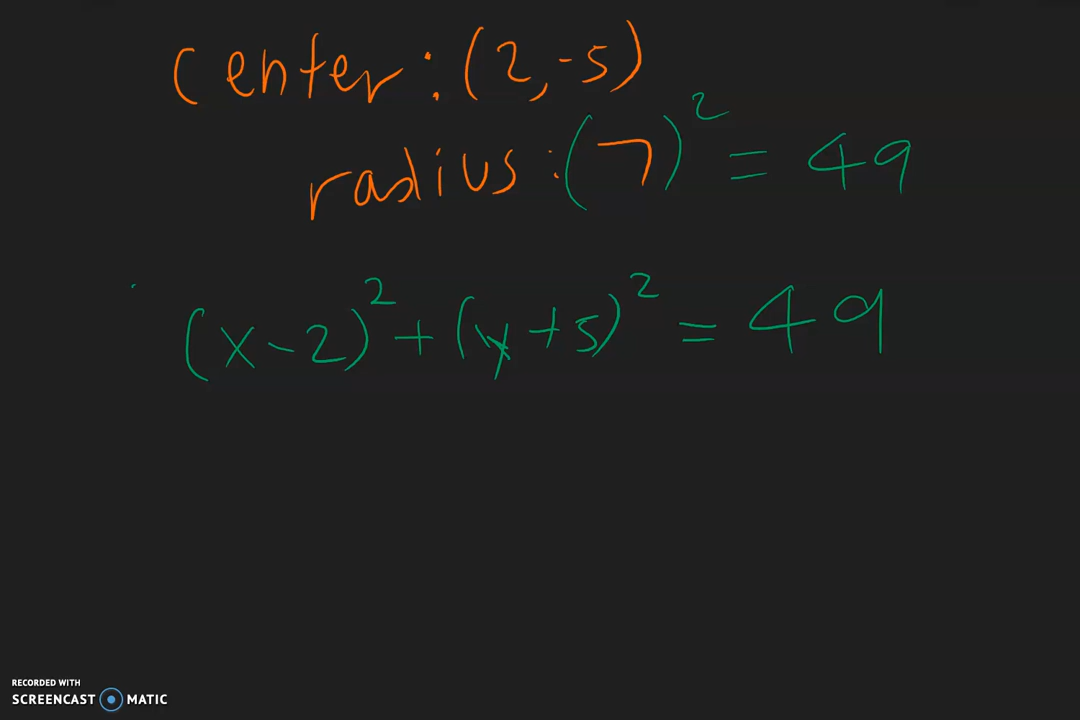 center: (2,-5)
radius: (7)² = 49
(x-2)² + (y+5)² = 49
RECORDED WITH
SCREENCAST MATIC